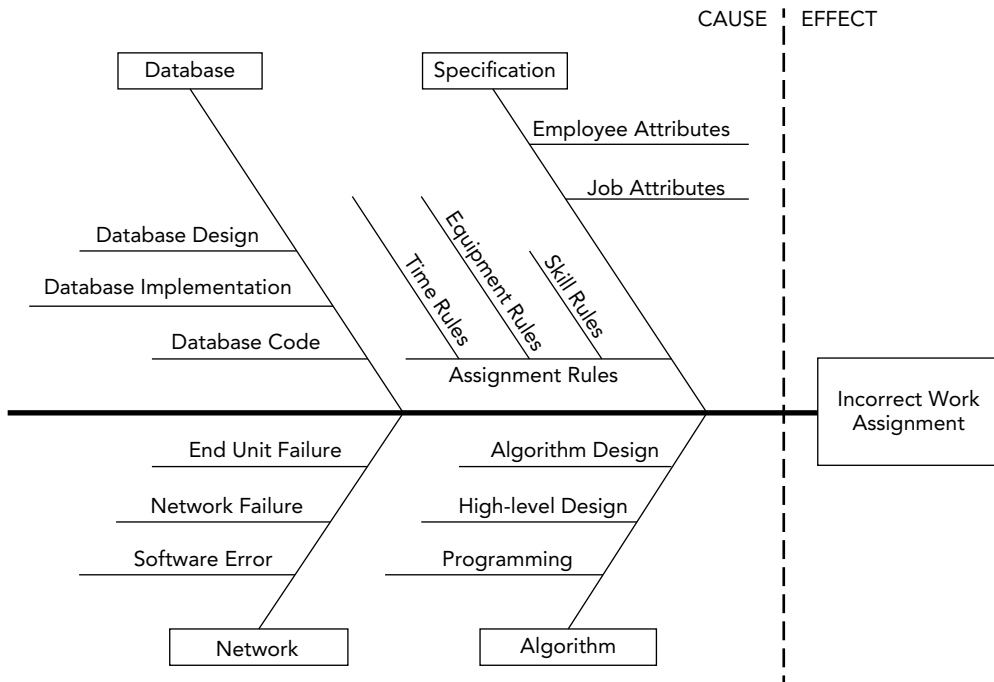 CAUSE
EFFECT
Database
Specification
Employee Attributes
Job Attributes
Database Design
Database Implementation
Database Code
Time Rules
Equipment Rules
Skill Rules
Assignment Rules
Incorrect Work
Assignment
End Unit Failure
Network Failure
Software Error
Algorithm Design
High-level Design
Programming
Network
Algorithm